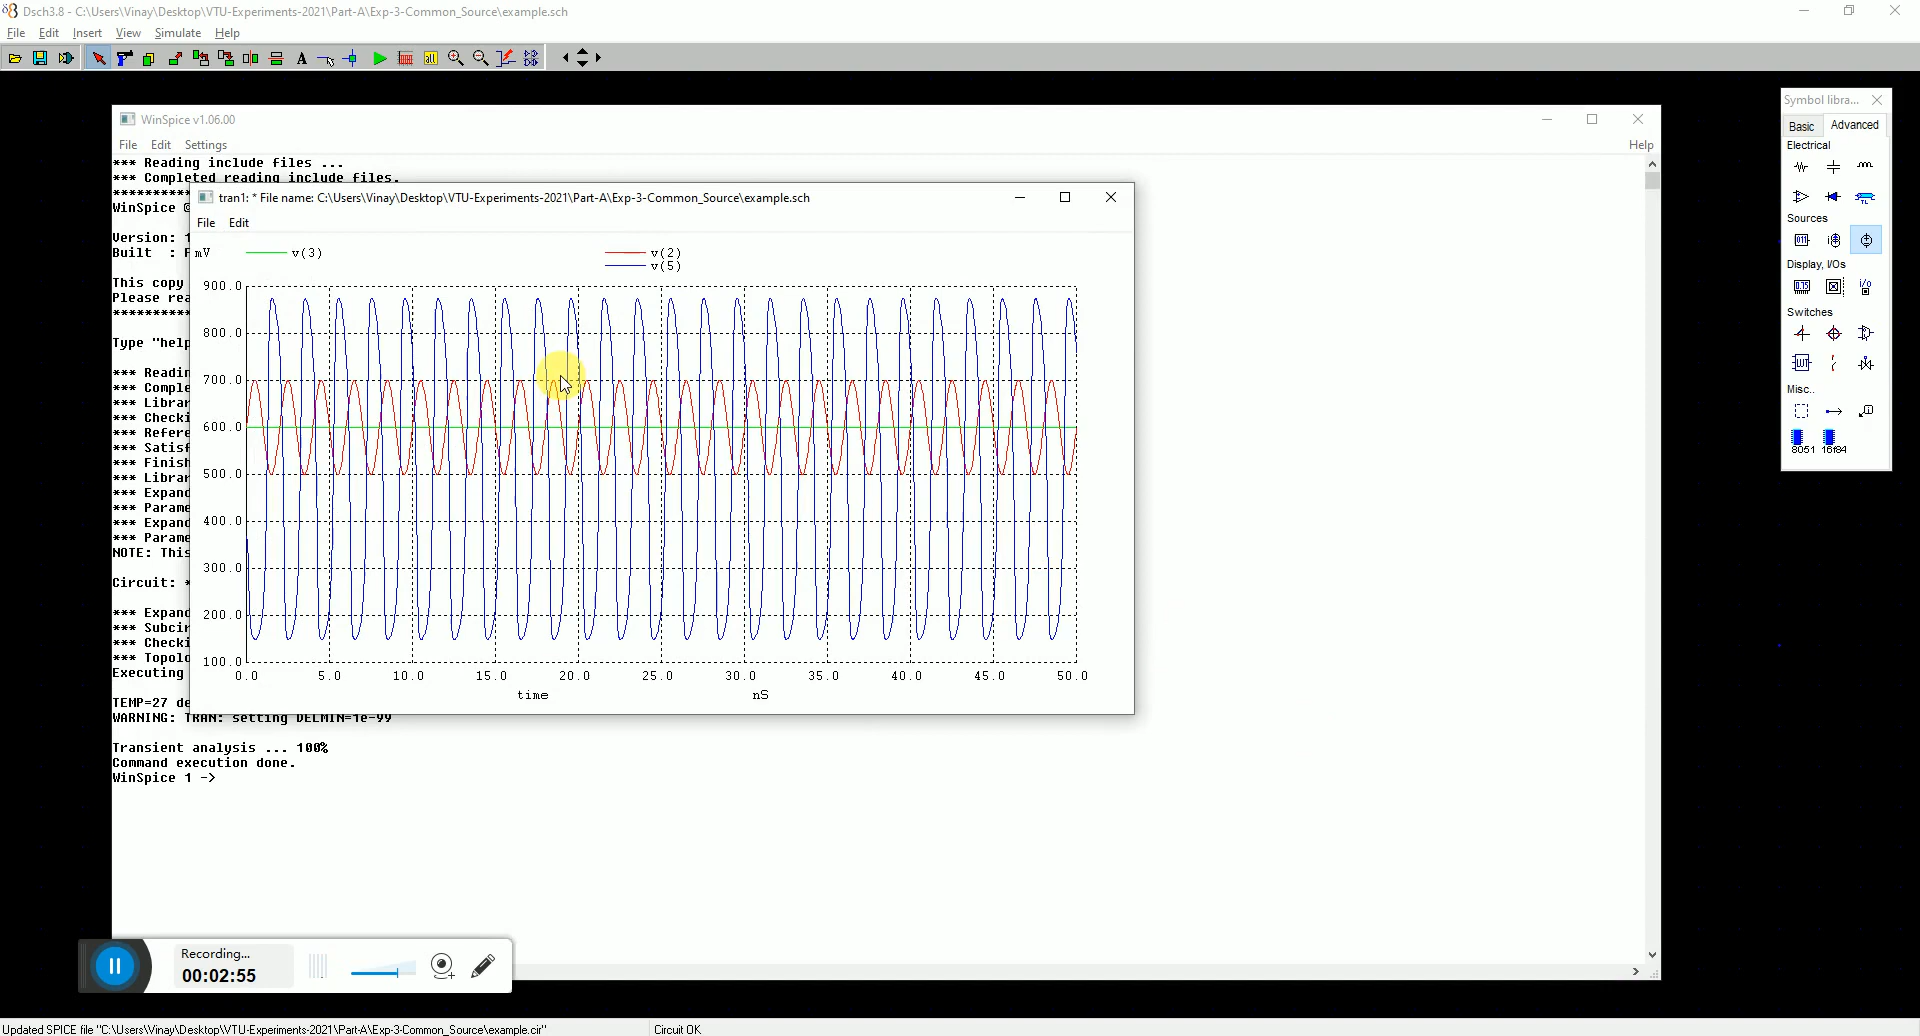 Dsch3.8 - C:\Users\Vinay\Desktop\VTU-Experiments-2021\Part-A\Exp-3-Common_Source\example.sch
File Edit Insert View Simulate Help
WinSpice v1.06.00
File Edit Settings Help
*** Reading include files ...
*** Completed reading include files.
WinSpice
Version: 1
Built :
This copy
Please rea
Type "help
*** Readin
*** Comple
*** Librar
*** Checki
*** Refere
*** Satisf
*** Finish
*** Librar
*** Expand
*** Parame
*** Expand
*** Parame
NOTE: This
Circuit: *
*** Expand
*** Subcir
*** Checki
*** Topolo
Executing
TEMP=27 de
WARNING: TRAN: setting DELMIN=1e-99
Transient analysis ... 100%
Command execution done.
WinSpice 1 ->
tran1: * File name: C:\Users\Vinay\Desktop\VTU-Experiments-2021\Part-A\Exp-3-Common_Source\example.sch
File Edit
mV v(3) v(2)
v(5)
900.0
800.0
700.0
600.0
500.0
400.0
300.0
200.0
100.0
0.0 5.0 10.0 15.0 20.0 25.0 30.0 35.0 40.0 45.0 50.0
time nS
Symbol libra...
Basic Advanced
Electrical
TL
Sources
011
Display, I/Os
0.15 i/o
Switches
Misc..
8051 16f84
Recording...
00:02:55
Updated SPICE file "C:\Users\Vinay\Desktop\VTU-Experiments-2021\Part-A\Exp-3-Common_Source\example.cir" Circuit OK